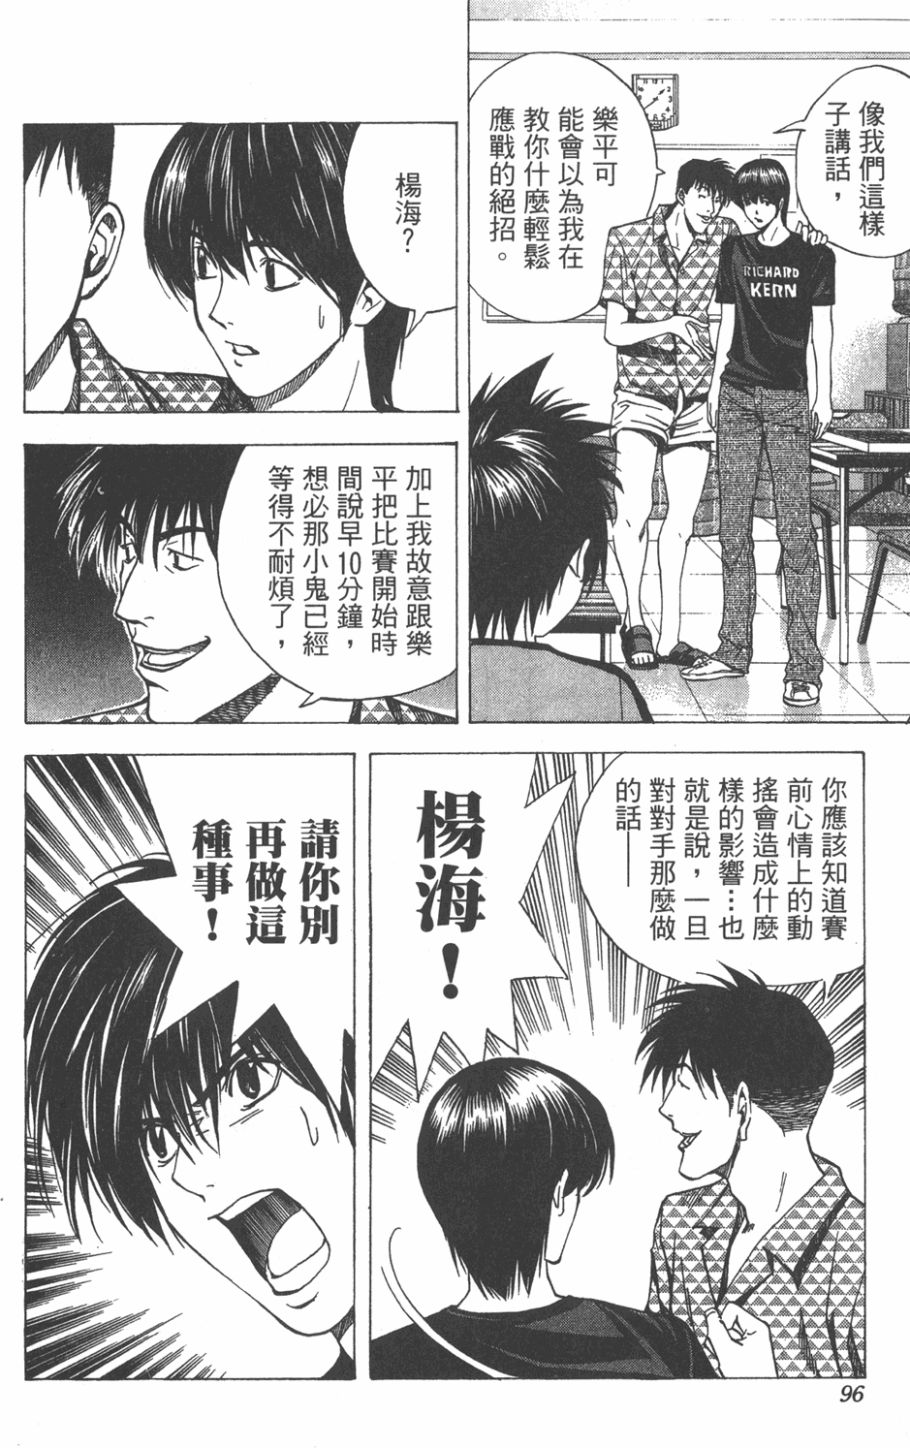 像我們這樣
子講話，
樂平可
能會以為我在
教你什麼輕鬆
應戰的絕招。
RICHARD
KERN
楊海？
加上我故意跟樂
平把比賽開始時
間說早10分鐘，
想必那小鬼已經
等得不耐煩了，
你應該知道賽
前心情上的動
搖會造成什麼
樣的影響…也
就是說，一旦
對對手那麼做
的話——
楊海！
請你別
再做這
種事！
96